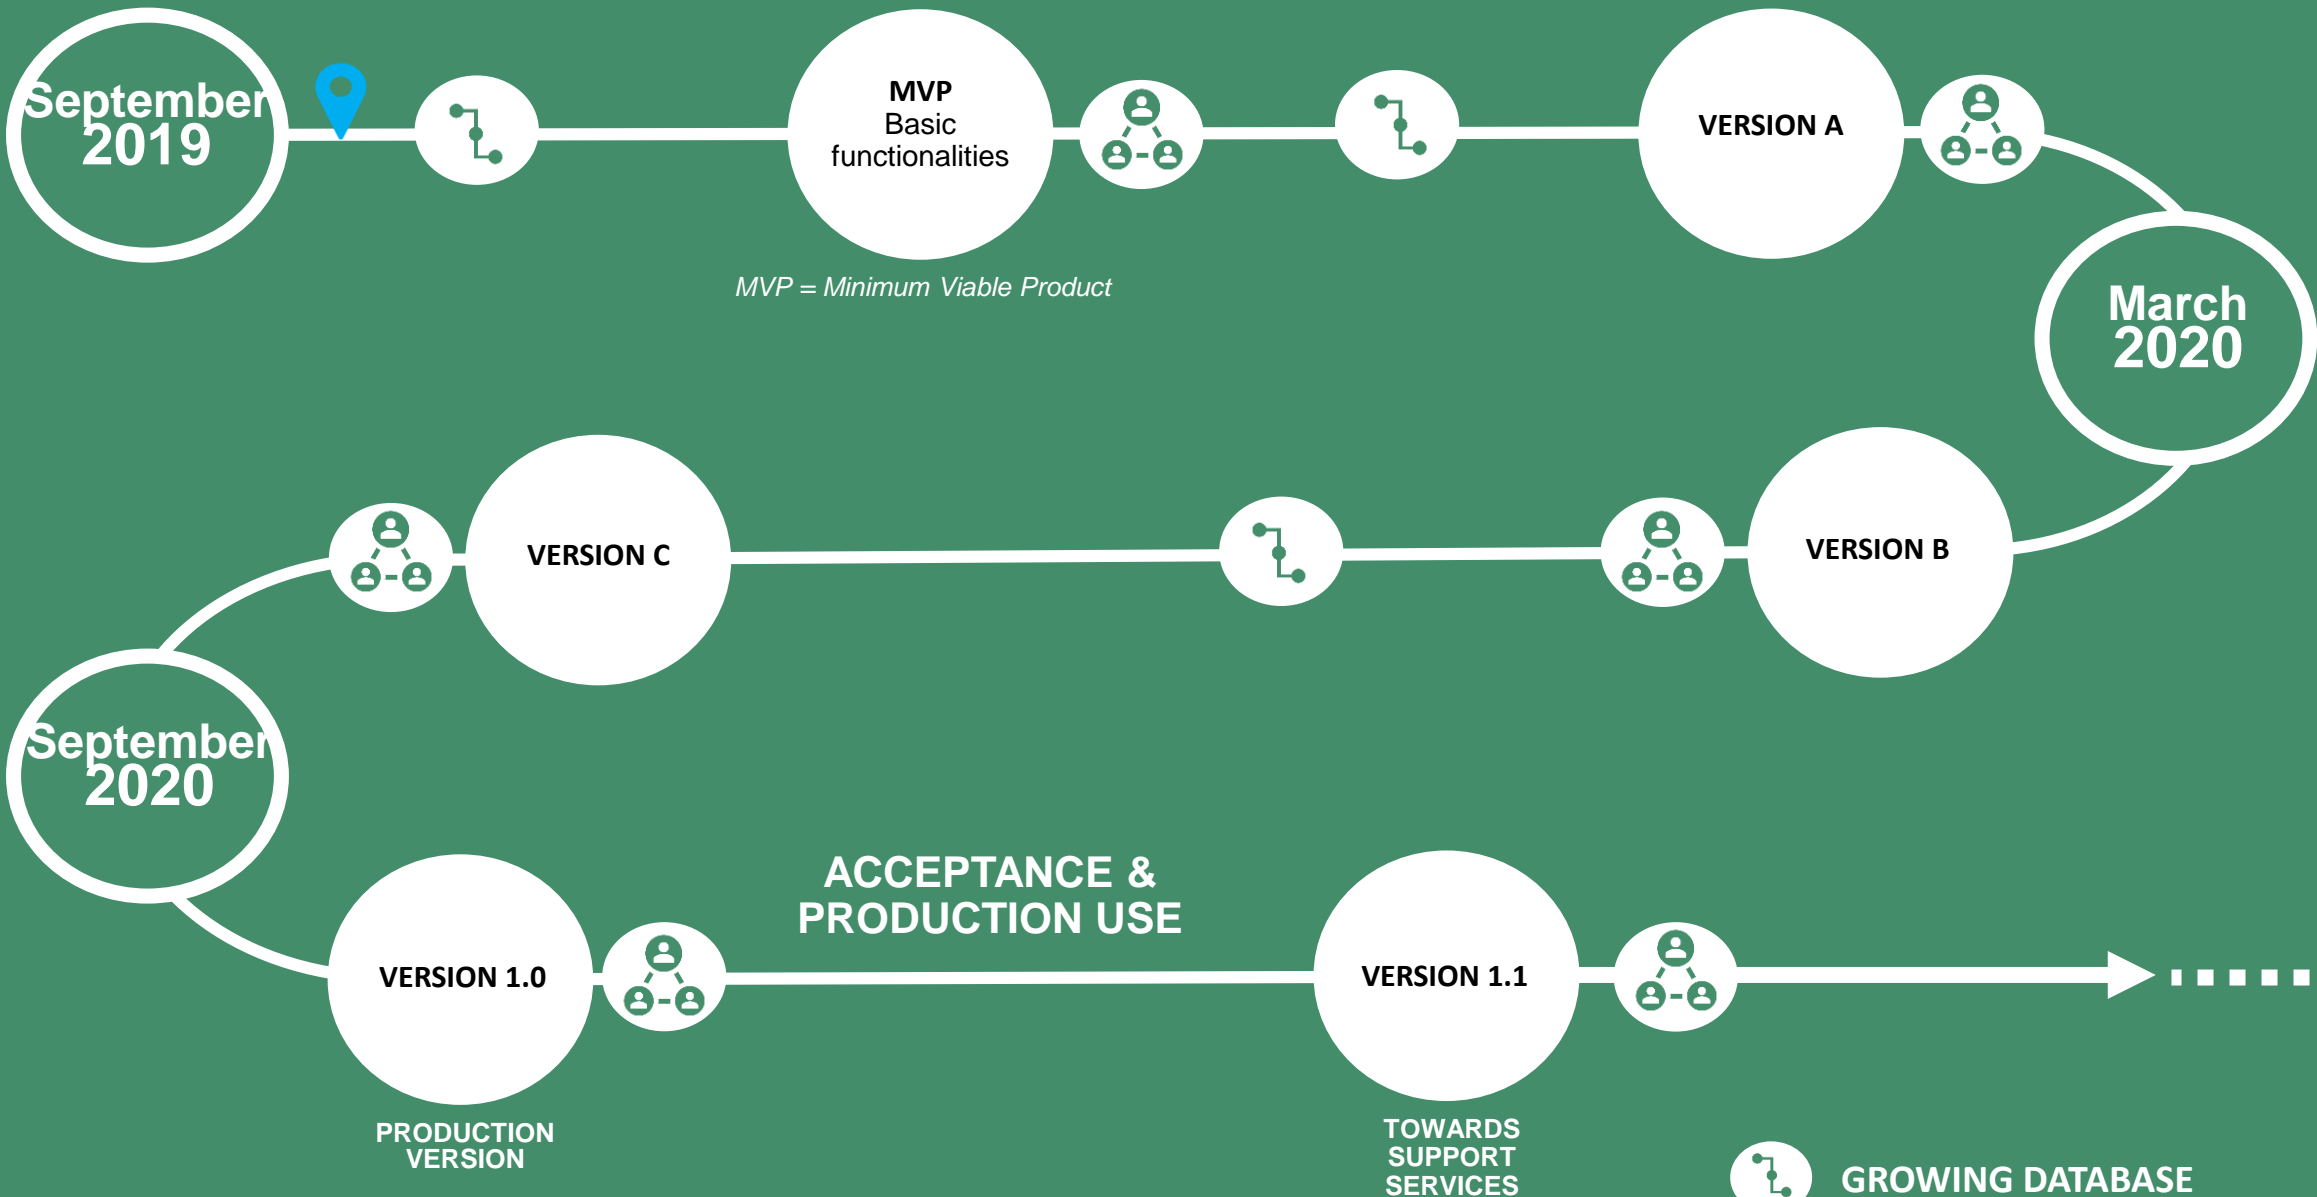 September
2019
MVP
Basic
functionalities
VERSION A
MVP = Minimum Viable Product
March
2020
VERSION C
VERSION B
September
2020
ACCEPTANCE &
PRODUCTION USE
VERSION 1.0
VERSION 1.1
PRODUCTION
VERSION
TOWARDS
SUPPORT
SERVICES
GROWING DATABASE